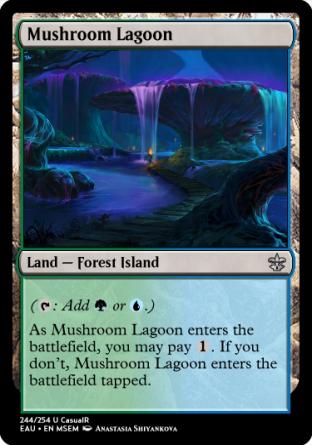 Mushroom Lagoon
Land — Forest Island
( : Add or .)
As Mushroom Lagoon enters the
battlefield, you may pay 1 . If you
don't, Mushroom Lagoon enters the
battlefield tapped.
244/254 U CasualR
EAU • EN MSEM Anastasia Shiyankova